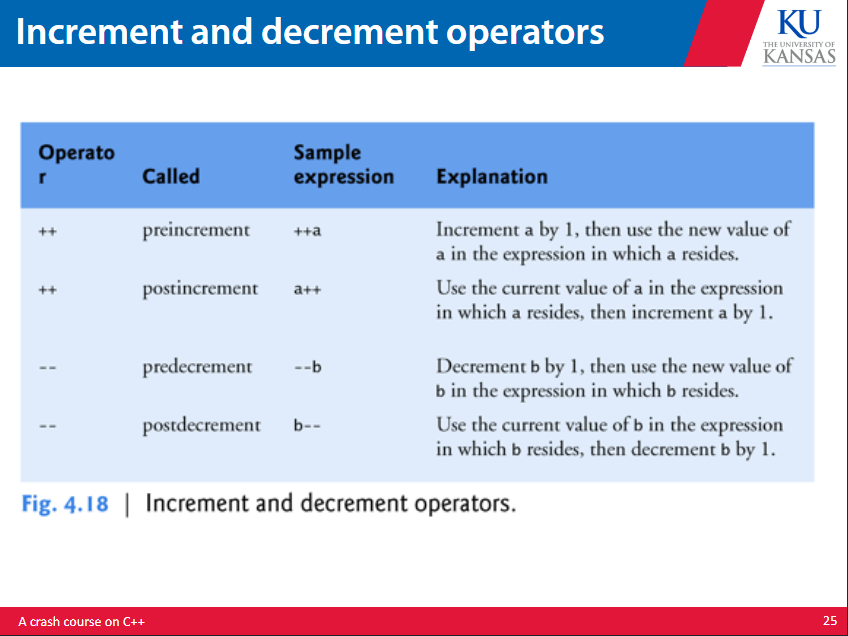 Increment and decrement operators
KU
THE UNIVERSITY OF
KANSAS
Operato
r
Called
Sample
expression
Explanation
++ preincrement ++a Increment a by 1, then use the new value of
a in the expression in which a resides.
++ postincrement a++ Use the current value of a in the expression
in which a resides, then increment a by 1.
-- predecrement --b Decrement b by 1, then use the new value of
b in the expression in which b resides.
-- postdecrement b-- Use the current value of b in the expression
in which b resides, then decrement b by 1.
Fig. 4.18 | Increment and decrement operators.
A crash course on C++ 25